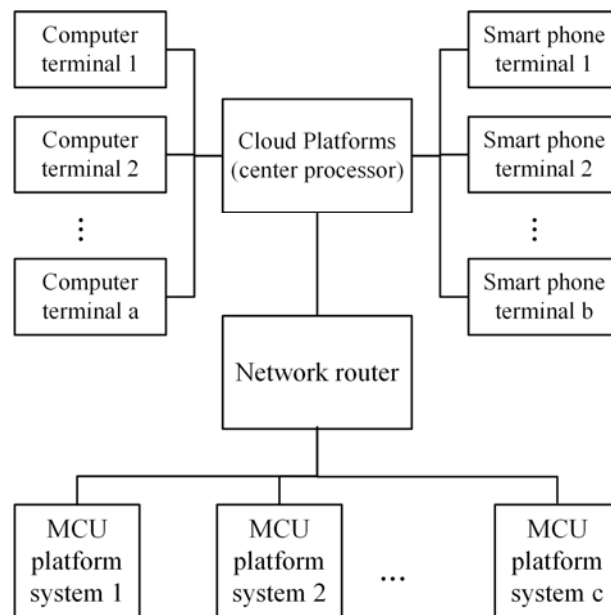 Computer
terminal 1
Computer
terminal 2
⋮
Computer
terminal a
Cloud Platforms
(center processor)
Smart phone
terminal 1
Smart phone
terminal 2
⋮
Smart phone
terminal b
Network router
MCU
platform
system 1
MCU
platform
system 2
...
MCU
platform
system c